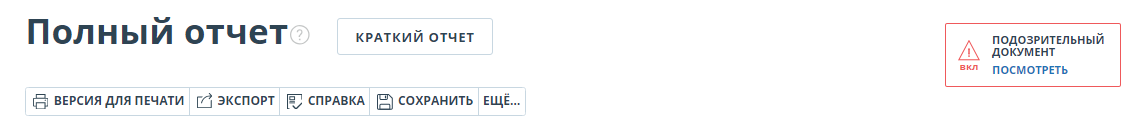 Полный отчет ?
КРАТКИЙ ОТЧЕТ
ПОДОЗРИТЕЛЬНЫЙ
ДОКУМЕНТ
ВКЛ
ПОСМОТРЕТЬ
ВЕРСИЯ ДЛЯ ПЕЧАТИ
ЭКСПОРТ
СПРАВКА
СОХРАНИТЬ
ЕЩЁ...